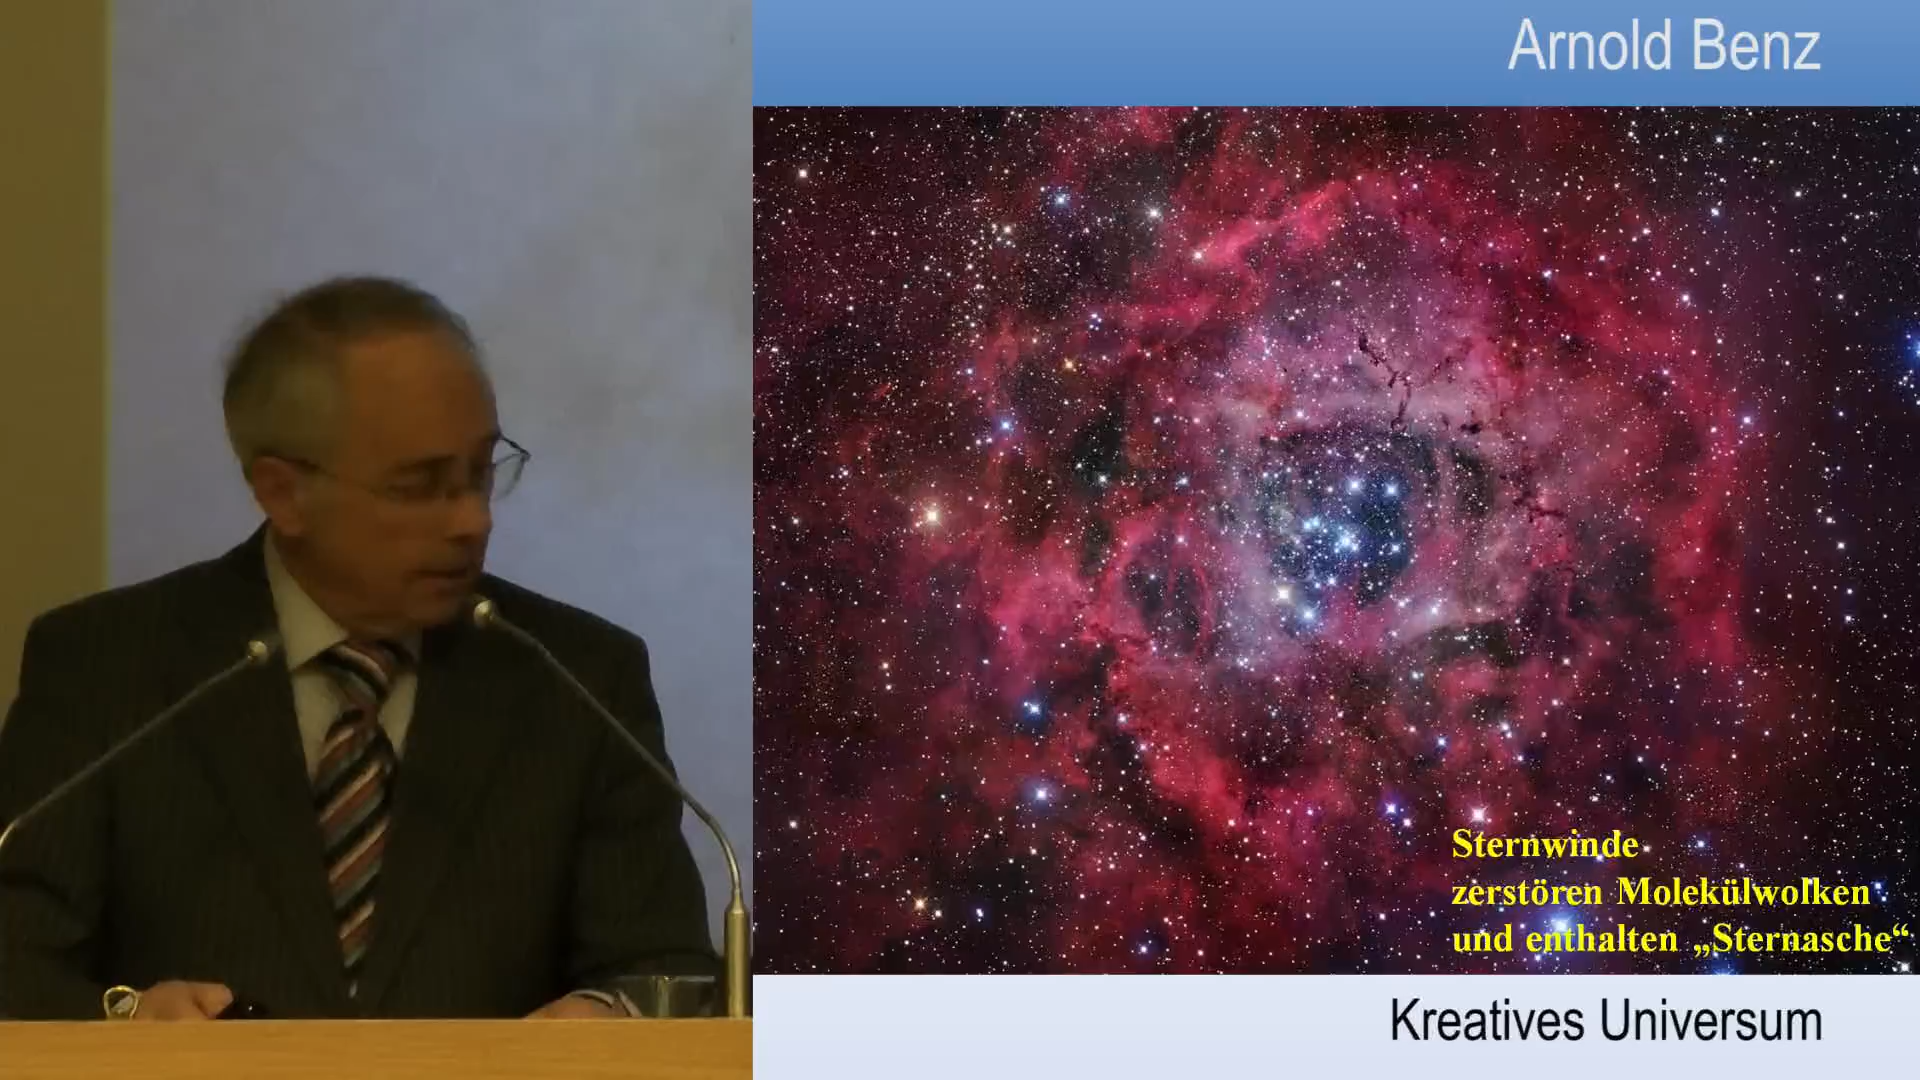 Arnold Benz
Sternwinde
zerstören Molekülwolken
und enthalten „Sternasche“
Kreatives Universum